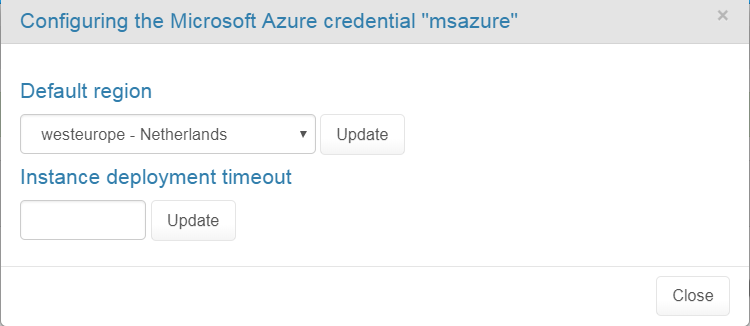 Configuring the Microsoft Azure credential "msazure"
×
Default region
westeurope - Netherlands
Update
Instance deployment timeout
Update
Close